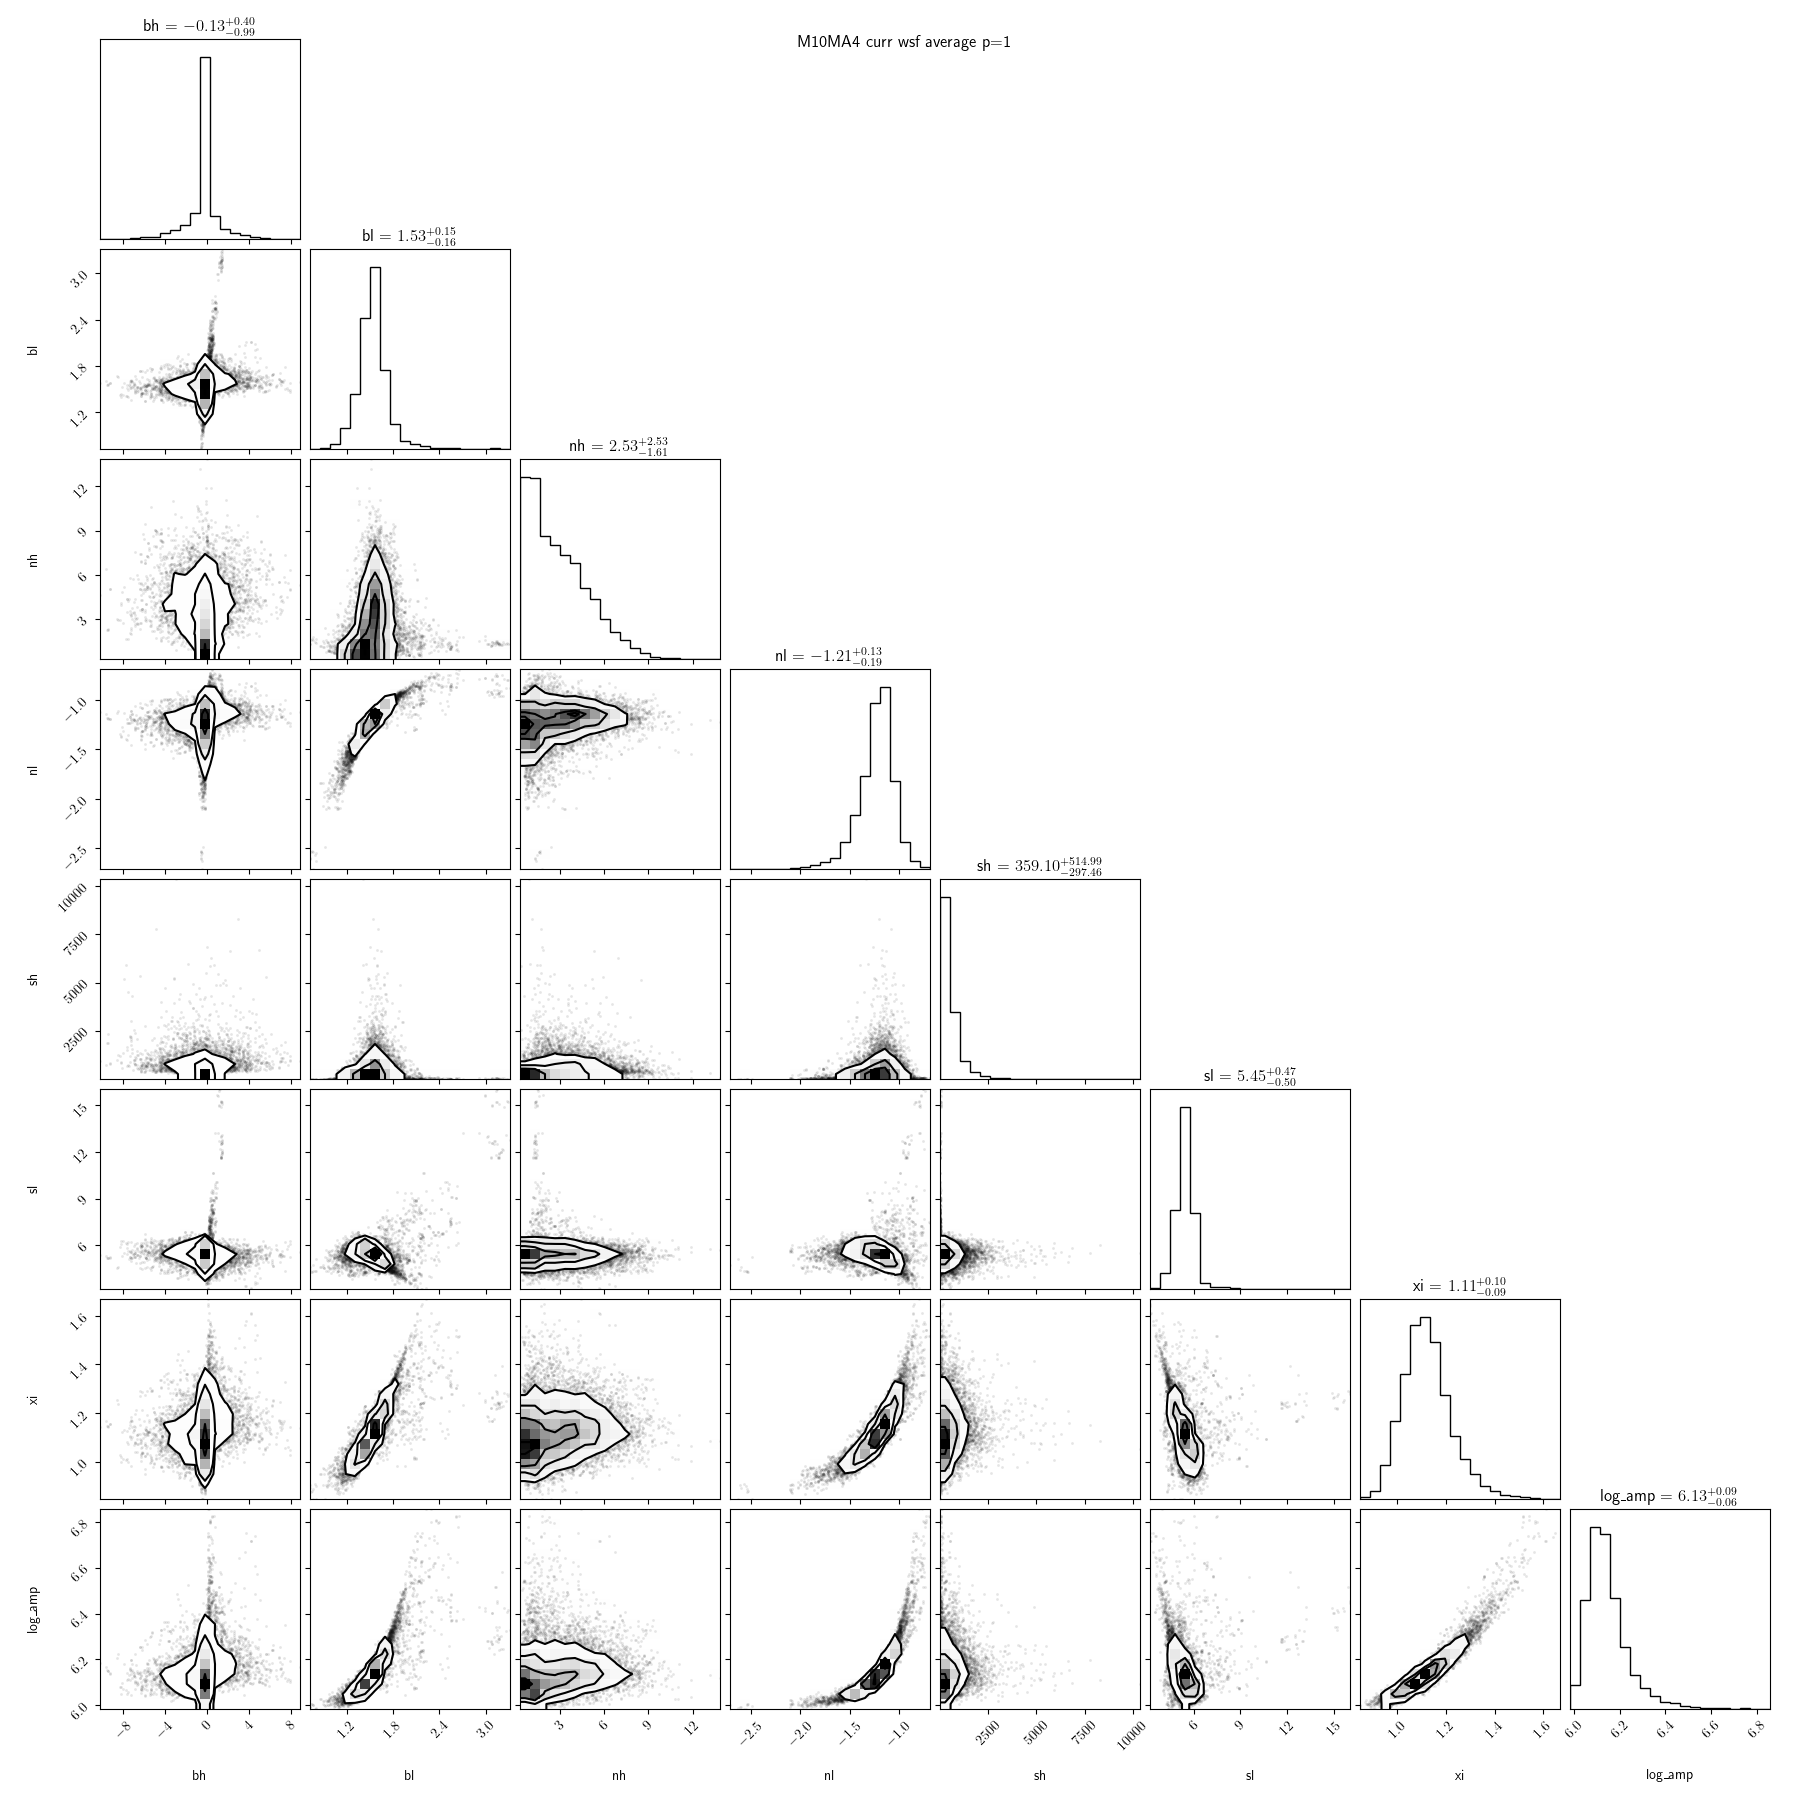 M10MA4 curr wsf average p=1
bh = −0.13 +0.40 −0.99
bl = 1.53 +0.15 −0.16
3.0
2.4
1.8
1.2
bl
nh = 2.53 +2.53 −1.61
12
9
6
3
nh
nl = −1.21 +0.13 −0.19
−1.0
−1.5
−2.0
−2.5
nl
sh = 359.10 +514.99 −297.46
10000
7500
5000
2500
sh
sl = 5.45 +0.47 −0.50
15
12
9
6
sl
xi = 1.11 +0.10 −0.09
1.6
1.4
1.2
1.0
xi
log_amp = 6.13 +0.09 −0.06
6.8
6.6
6.4
6.2
6.0
log_amp
−8 −4 0 4 8 1.2 1.8 2.4 3.0 3 6 9 12 −2.5 −2.0 −1.5 −1.0 2500 5000 7500 10000 6 9 12 15 1.0 1.2 1.4 1.6 6.0 6.2 6.4 6.6 6.8
bh bl nh nl sh sl xi log_amp